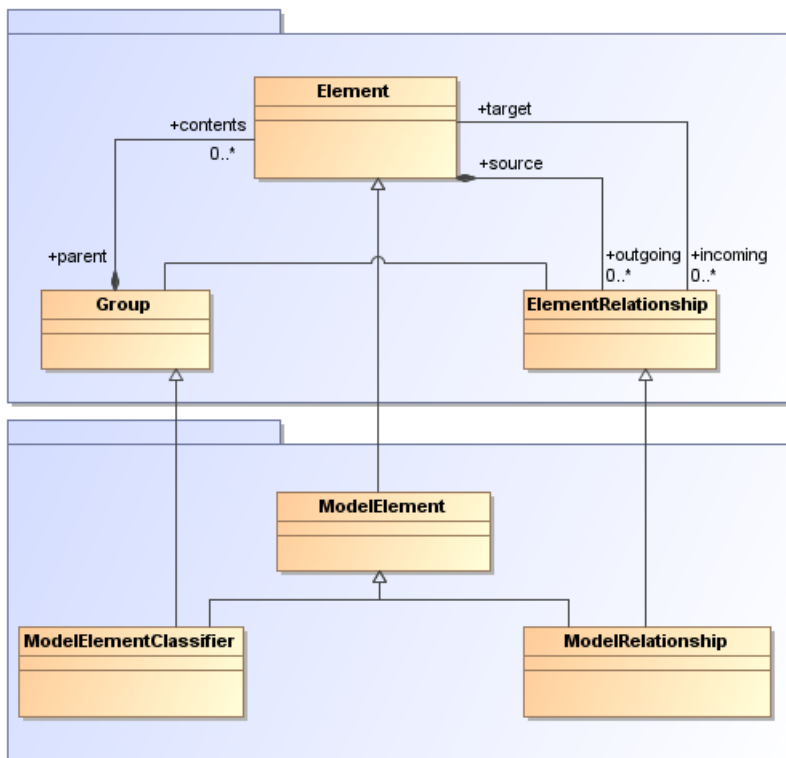 Element
+target
+contents
0..*
+source
+parent
+outgoing
0..*
+incoming
0..*
Group
ElementRelationship
ModelElement
ModelElementClassifier
ModelRelationship